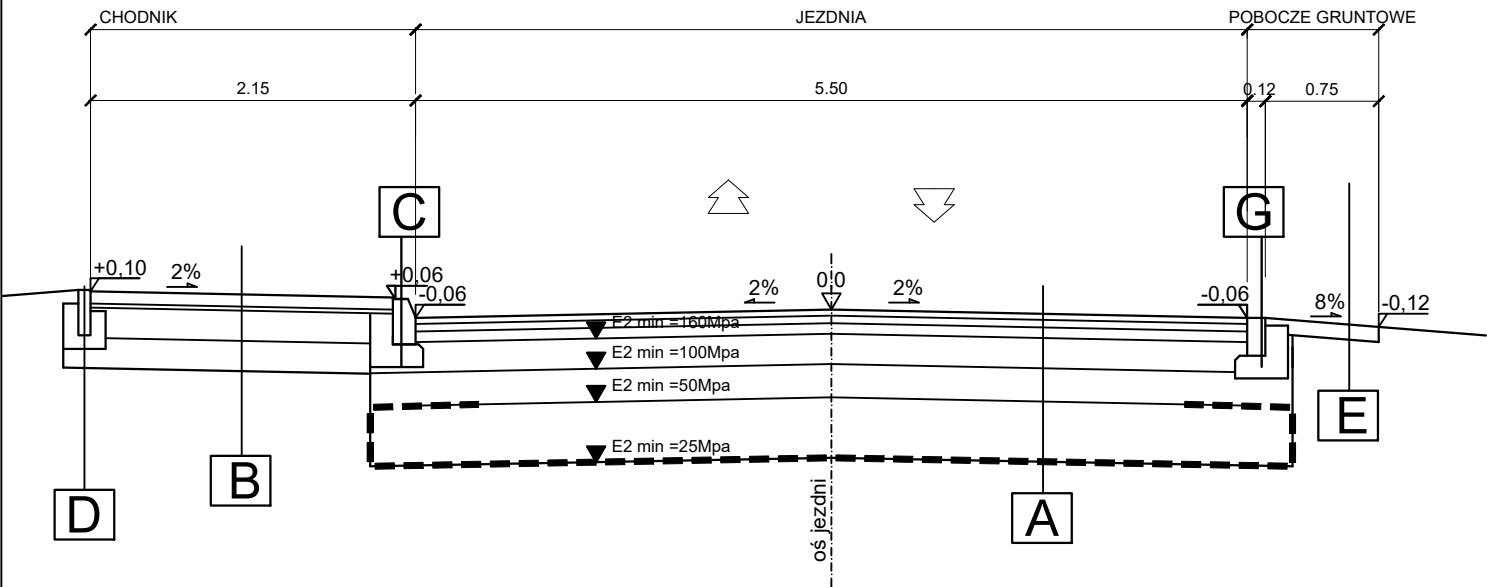 CHODNIK
JEZDNIA
POBOCZE GRUNTOWE
2.15
5.50
0.12
0.75
C
G
+0,10
2%
+0,06
-0,06
2%
0,0
2%
-0,06
8%
-0,12
E2 min =160Mpa
E2 min =100Mpa
E2 min =50Mpa
E2 min =25Mpa
E
B
D
A
oś jezdni